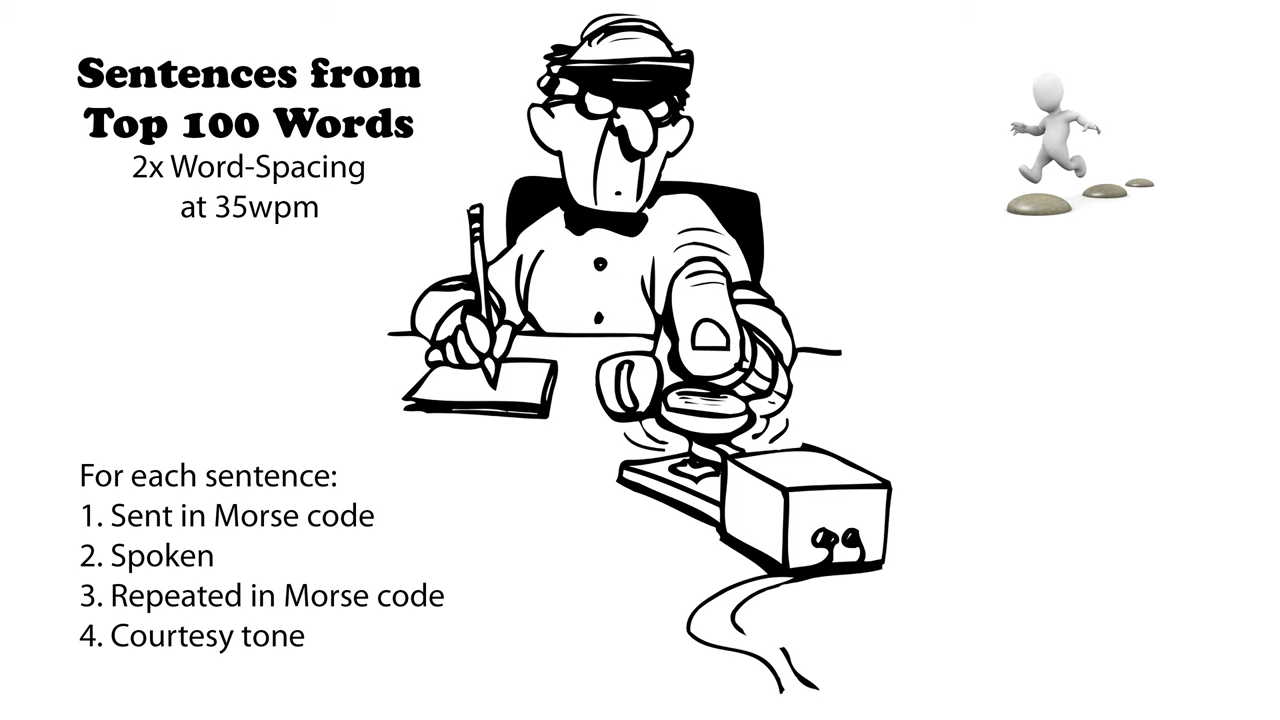 Sentences from
Top 100 Words
2x Word-Spacing
at 35wpm
For each sentence:
1. Sent in Morse code
2. Spoken
3. Repeated in Morse code
4. Courtesy tone